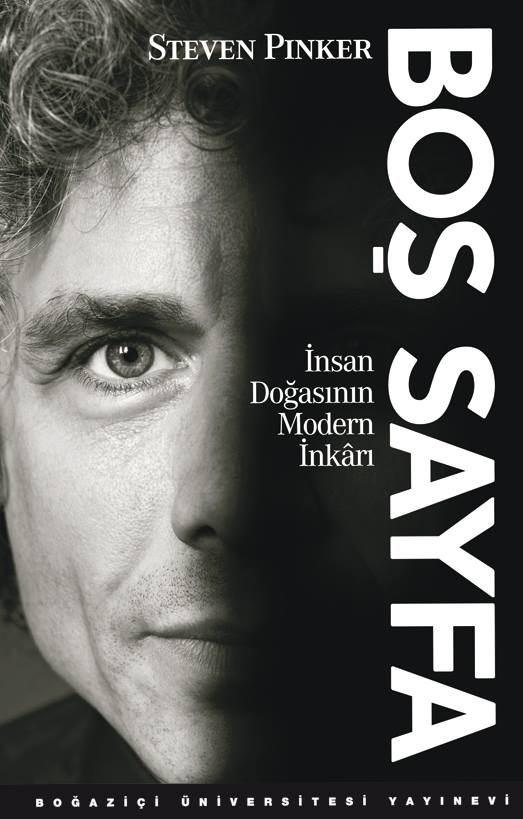 STEVEN PINKER
BOŞ SAYFA
İnsan
Doğasının
Modern
İnkârı
BOĞAZİÇİ ÜNİVERSİTESİ YAYINEVİ